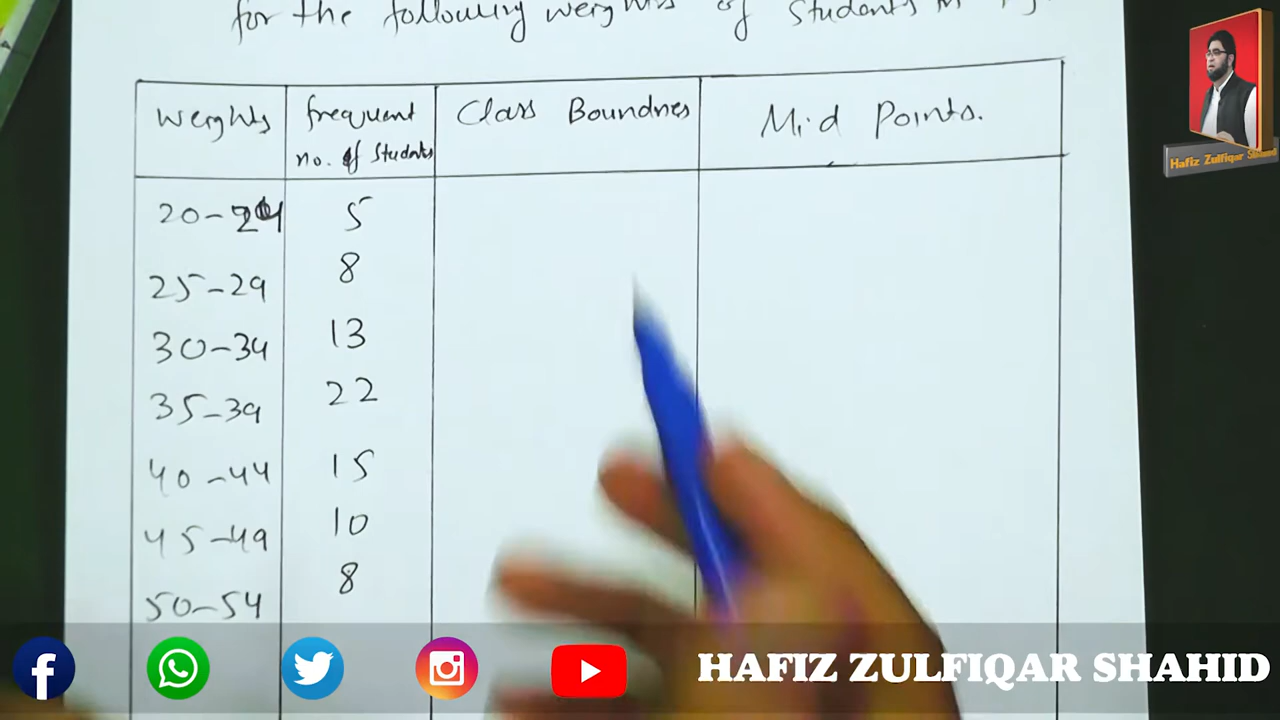 for the following weights of students in
Weights frequent Class Boundries Mid Points.
no. of Students
20-24 5
25-29 8
30-34 13
35-39 22
40-44 15
45-49 10
50-54 8
Hafiz Zulfiqar Shahid
HAFIZ ZULFIQAR SHAHID